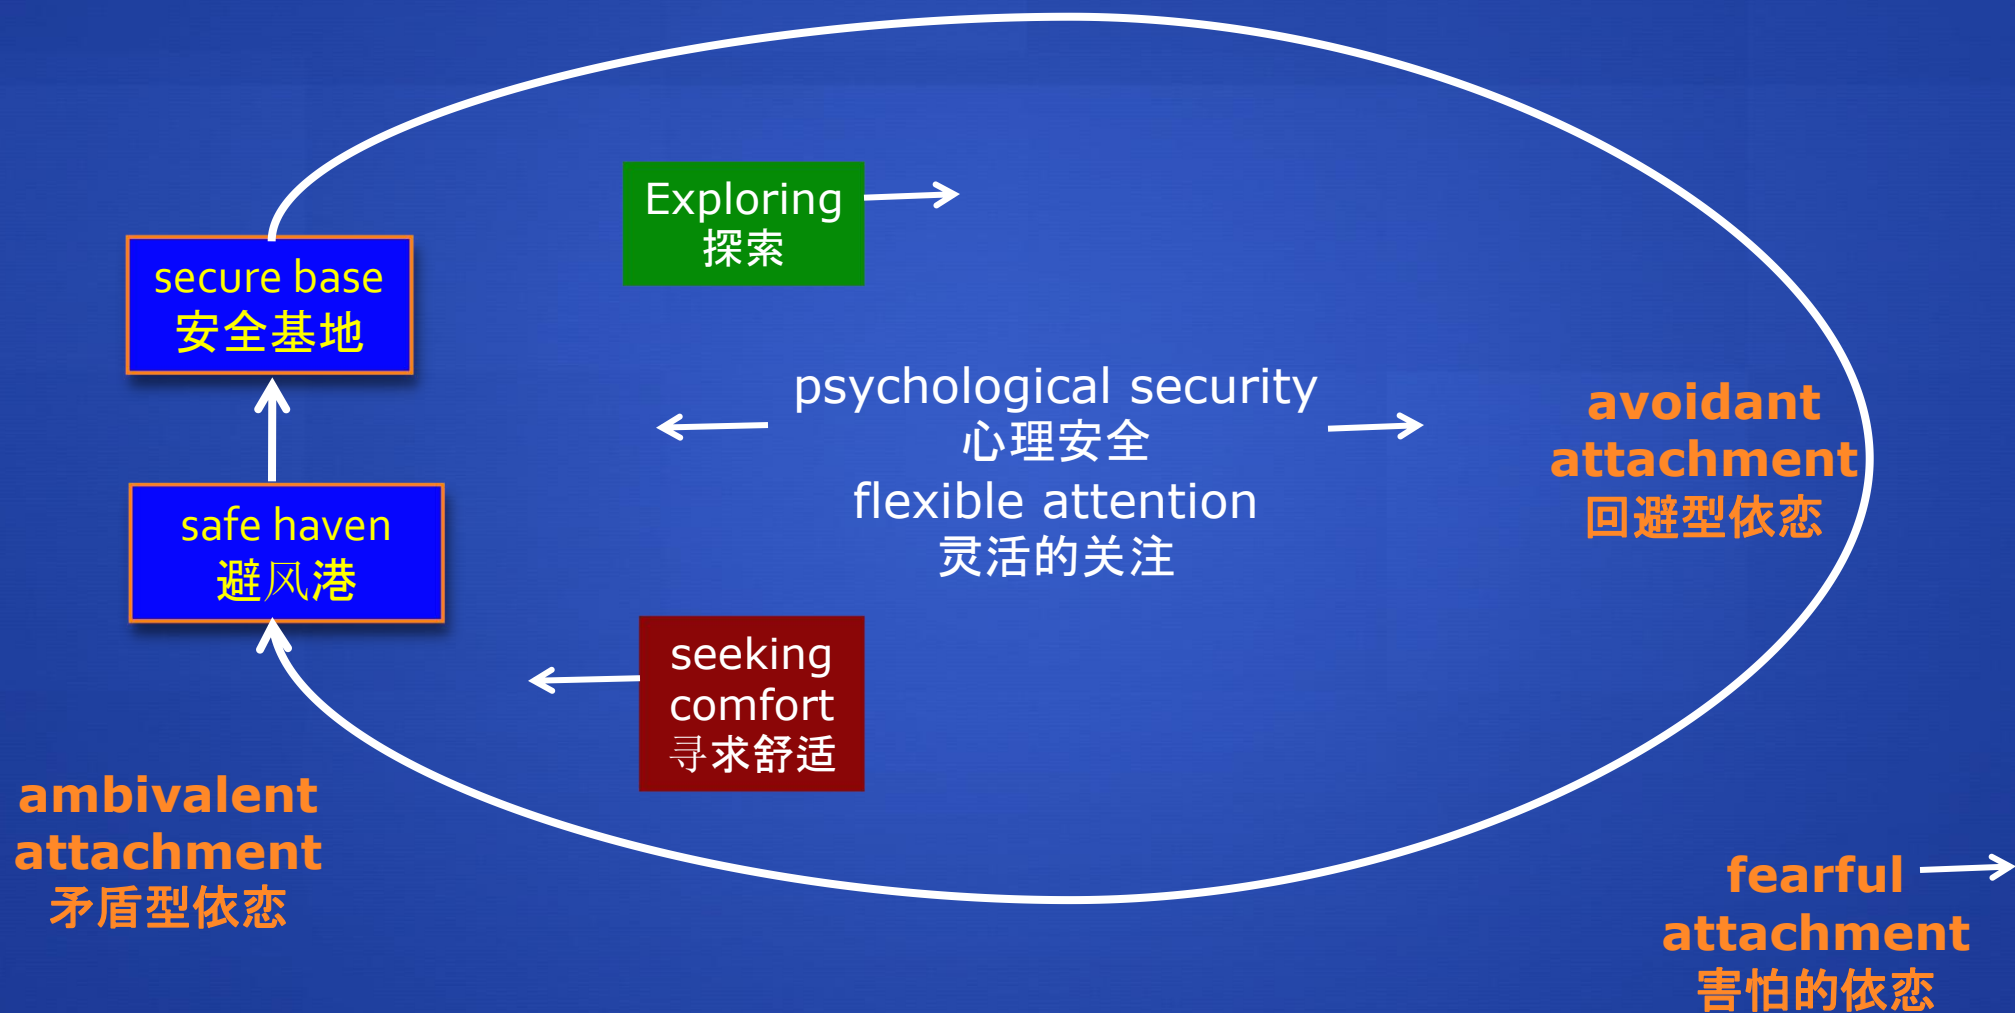 Exploring
探索
secure base
安全基地
psychological security
心理安全
flexible attention
灵活的关注
avoidant
attachment
回避型依恋
safe haven
避风港
seeking
comfort
寻求舒适
ambivalent
attachment
矛盾型依恋
fearful
attachment
害怕的依恋